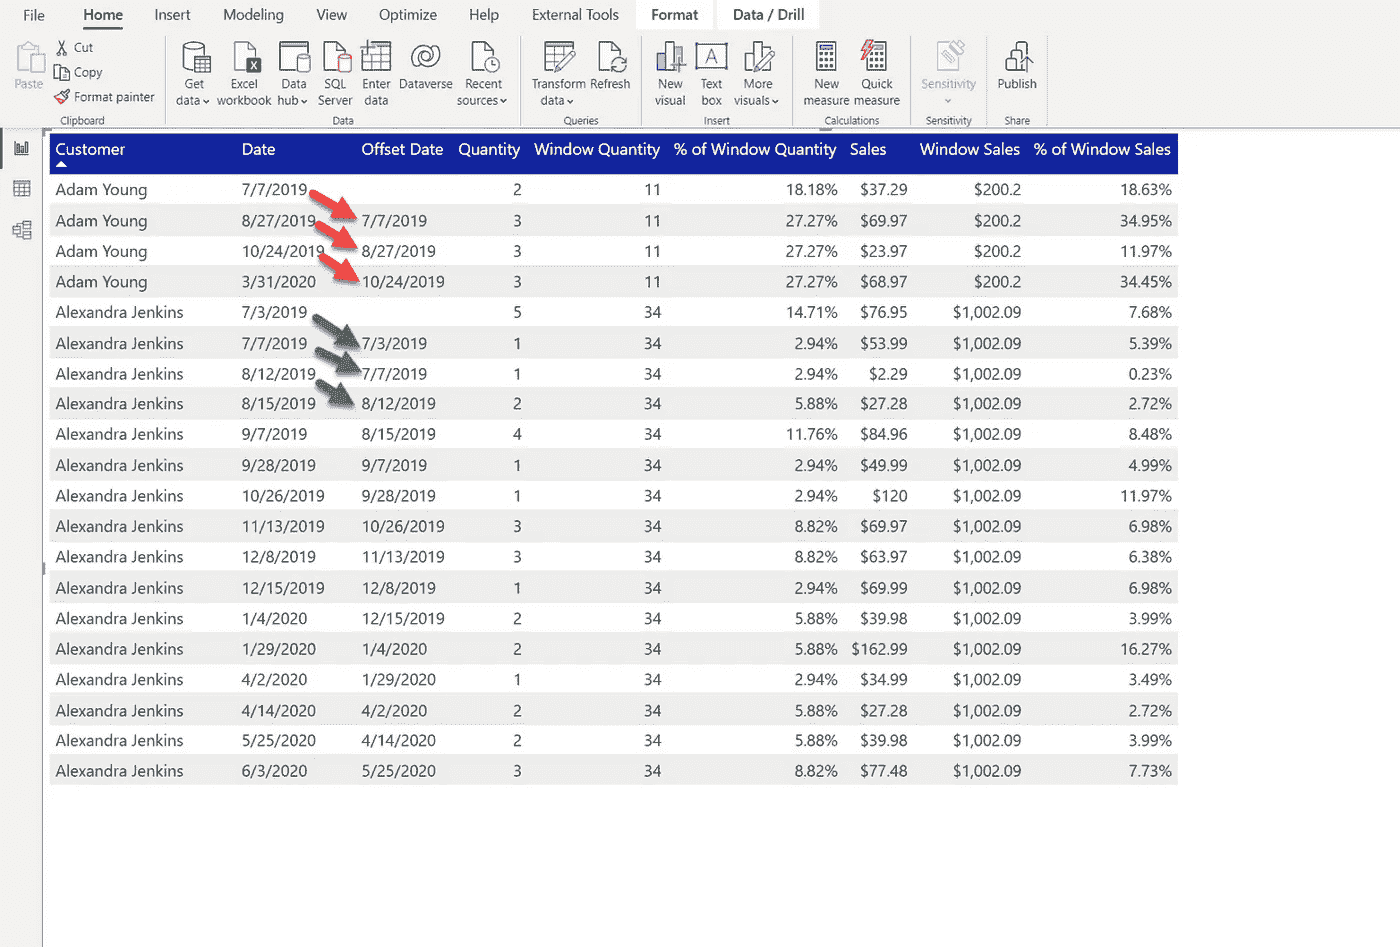 File Home Insert Modeling View Optimize Help External Tools Format Data / Drill
Paste
Cut
Copy
Format painter
Clipboard
Get data
Excel workbook
Data hub
SQL Server
Enter data
Dataverse
Recent sources
Data
Transform data
Refresh
Queries
New visual
Text box
More visuals
Insert
New measure
Quick measure
Calculations
Sensitivity
Sensitivity
Publish
Share
Customer Date Offset Date Quantity Window Quantity % of Window Quantity Sales Window Sales % of Window Sales
Adam Young 7/7/2019 2 11 18.18% $37.29 $200.2 18.63%
Adam Young 8/27/2019 7/7/2019 3 11 27.27% $69.97 $200.2 34.95%
Adam Young 10/24/2019 8/27/2019 3 11 27.27% $23.97 $200.2 11.97%
Adam Young 3/31/2020 10/24/2019 3 11 27.27% $68.97 $200.2 34.45%
Alexandra Jenkins 7/3/2019 5 34 14.71% $76.95 $1,002.09 7.68%
Alexandra Jenkins 7/7/2019 7/3/2019 1 34 2.94% $53.99 $1,002.09 5.39%
Alexandra Jenkins 8/12/2019 7/7/2019 1 34 2.94% $2.29 $1,002.09 0.23%
Alexandra Jenkins 8/15/2019 8/12/2019 2 34 5.88% $27.28 $1,002.09 2.72%
Alexandra Jenkins 9/7/2019 8/15/2019 4 34 11.76% $84.96 $1,002.09 8.48%
Alexandra Jenkins 9/28/2019 9/7/2019 1 34 2.94% $49.99 $1,002.09 4.99%
Alexandra Jenkins 10/26/2019 9/28/2019 1 34 2.94% $120 $1,002.09 11.97%
Alexandra Jenkins 11/13/2019 10/26/2019 3 34 8.82% $69.97 $1,002.09 6.98%
Alexandra Jenkins 12/8/2019 11/13/2019 3 34 8.82% $63.97 $1,002.09 6.38%
Alexandra Jenkins 12/15/2019 12/8/2019 1 34 2.94% $69.99 $1,002.09 6.98%
Alexandra Jenkins 1/4/2020 12/15/2019 2 34 5.88% $39.98 $1,002.09 3.99%
Alexandra Jenkins 1/29/2020 1/4/2020 2 34 5.88% $162.99 $1,002.09 16.27%
Alexandra Jenkins 4/2/2020 1/29/2020 1 34 2.94% $34.99 $1,002.09 3.49%
Alexandra Jenkins 4/14/2020 4/2/2020 2 34 5.88% $27.28 $1,002.09 2.72%
Alexandra Jenkins 5/25/2020 4/14/2020 2 34 5.88% $39.98 $1,002.09 3.99%
Alexandra Jenkins 6/3/2020 5/25/2020 3 34 8.82% $77.48 $1,002.09 7.73%